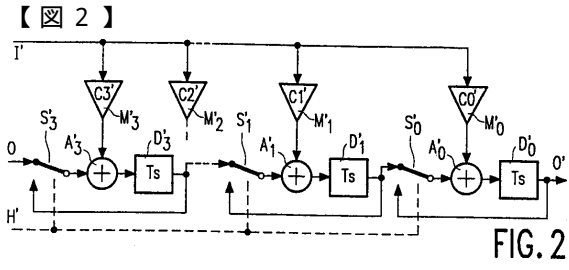 【図2】
I'
C3' C2' C1' C0'
M'3 M'2 M'1 M'0
S'3 A'3 D'3 S'1 A'1 D'1 S'0 A'0 D'0
O Ts Ts Ts O'
H'
FIG. 2